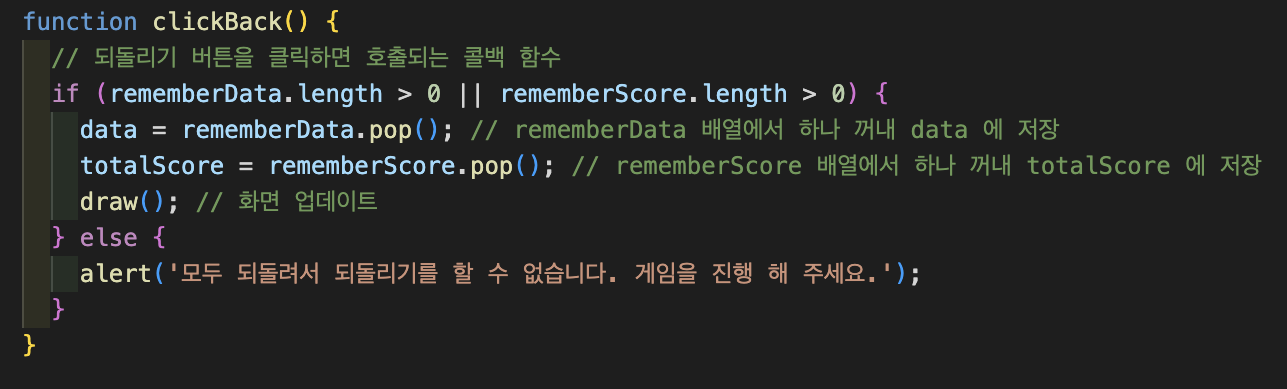 function clickBack() {
// 되돌리기 버튼을 클릭하면 호출되는 콜백 함수
if (rememberData.length > 0 || rememberScore.length > 0) {
data = rememberData.pop(); // rememberData 배열에서 하나 꺼내 data 에 저장
totalScore = rememberScore.pop(); // rememberScore 배열에서 하나 꺼내 totalScore 에 저장
draw(); // 화면 업데이트
} else {
alert('모두 되돌려서 되돌리기를 할 수 없습니다. 게임을 진행 해 주세요.');
}
}